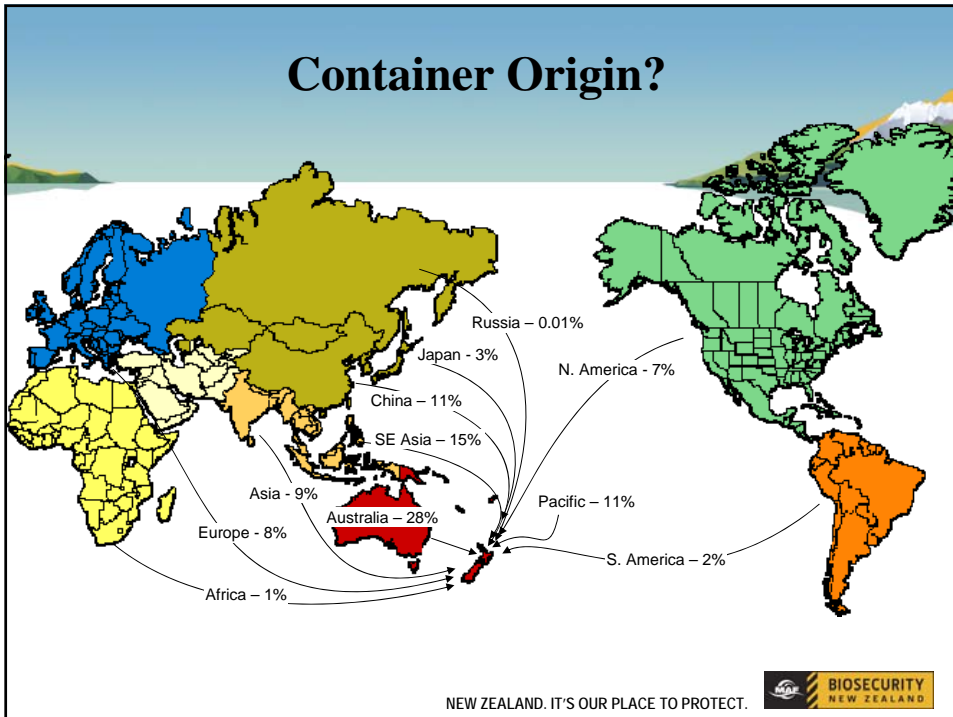 Container Origin?
Russia – 0.01%
Japan - 3%
N. America - 7%
China – 11%
SE Asia – 15%
Asia - 9%
Pacific – 11%
Australia – 28%
Europe - 8%
S. America – 2%
Africa – 1%
NEW ZEALAND. IT'S OUR PLACE TO PROTECT.
MAF
BIOSECURITY
NEW ZEALAND